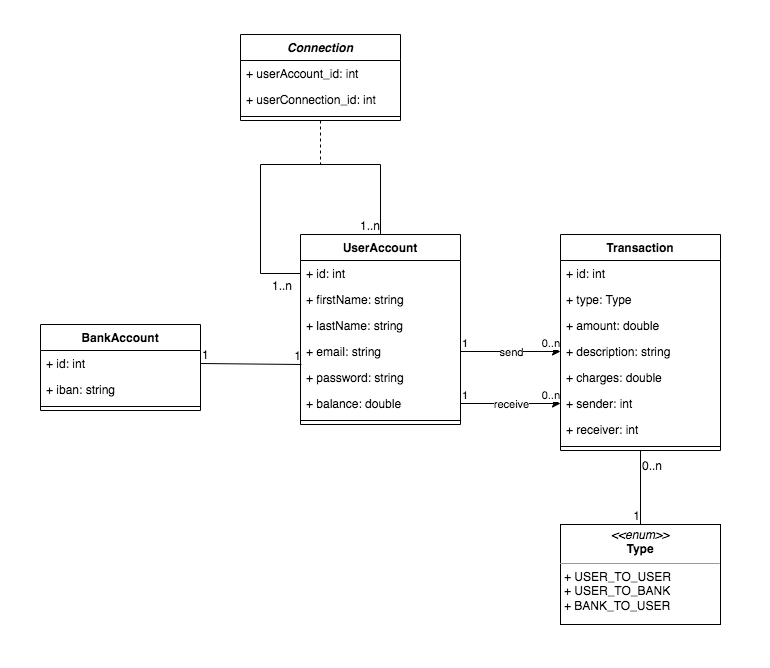 Connection
+ userAccount_id: int
+ userConnection_id: int
1..n
1..n
UserAccount
+ id: int
+ firstName: string
+ lastName: string
+ email: string
+ password: string
+ balance: double
BankAccount
+ id: int
+ iban: string
1
1
1
send
0..n
1
receive
0..n
Transaction
+ id: int
+ type: Type
+ amount: double
+ description: string
+ charges: double
+ sender: int
+ receiver: int
0..n
1
<<enum>>
Type
+ USER_TO_USER
+ USER_TO_BANK
+ BANK_TO_USER